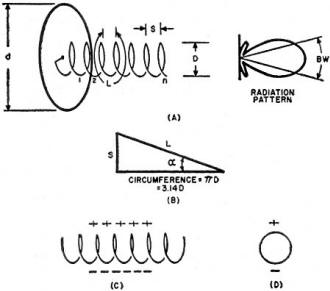 d
S
D
BW
1 2 L n
RADIATION
PATTERN
(A)
S
L
α
CIRCUMFERENCE = πD
= 3.14D
(B)
+ + + + +
− − − − − −
(C)
+
−
(D)